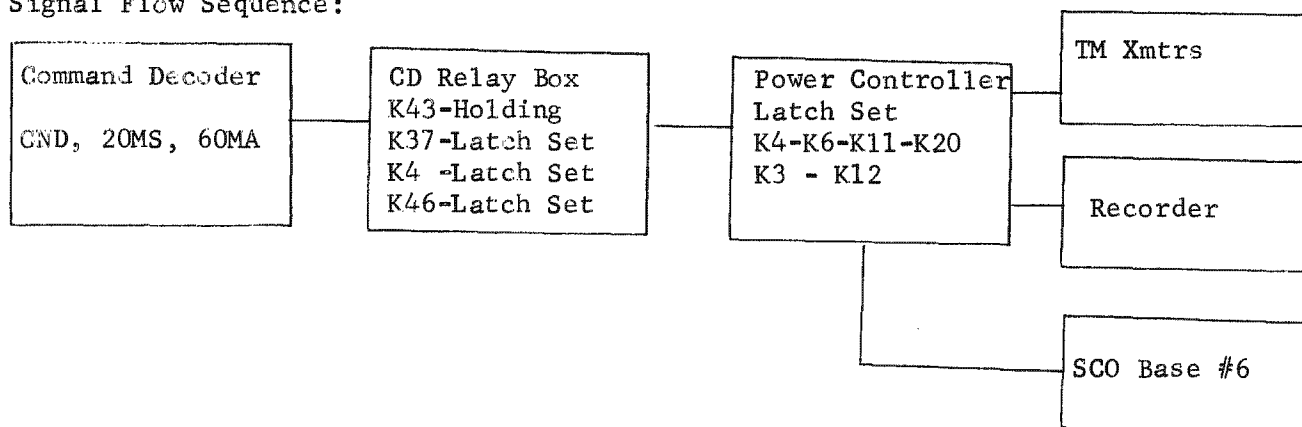 Signal Flow Sequence:
Command Decoder
GND, 20MS, 60MA
CD Relay Box
K43-Holding
K37-Latch Set
K4 -Latch Set
K46-Latch Set
Power Controller
Latch Set
K4-K6-K11-K20
K3 - K12
TM Xmtrs
Recorder
SCO Base #6